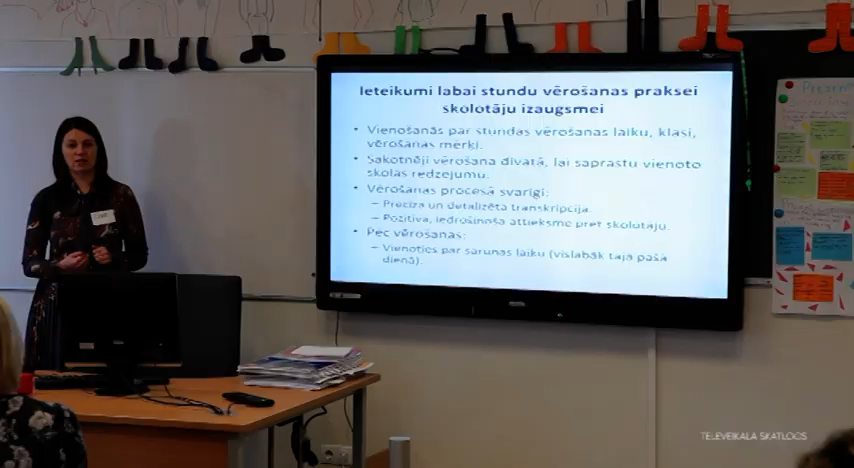 Ieteikumi labai stundu vērošanas praksei
skolotāju izaugsmei
• Vienošanās par stundas vērošanas laiku, klasi,
vērošanas mērķi.
• Sākotnēji vērošana divatā, lai saprastu vienoto
skolas redzējumu.
• Vērošanas procesā svarīgi:
– Precīza un detalizēta transkripcija.
– Pozitīva, iedrošinoša attieksme pret skolotāju.
• Pēc vērošanas:
– Vienoties par sarunas laiku (vislabāk tajā pašā
dienā).
TELEVEIKALA SKATLOGS